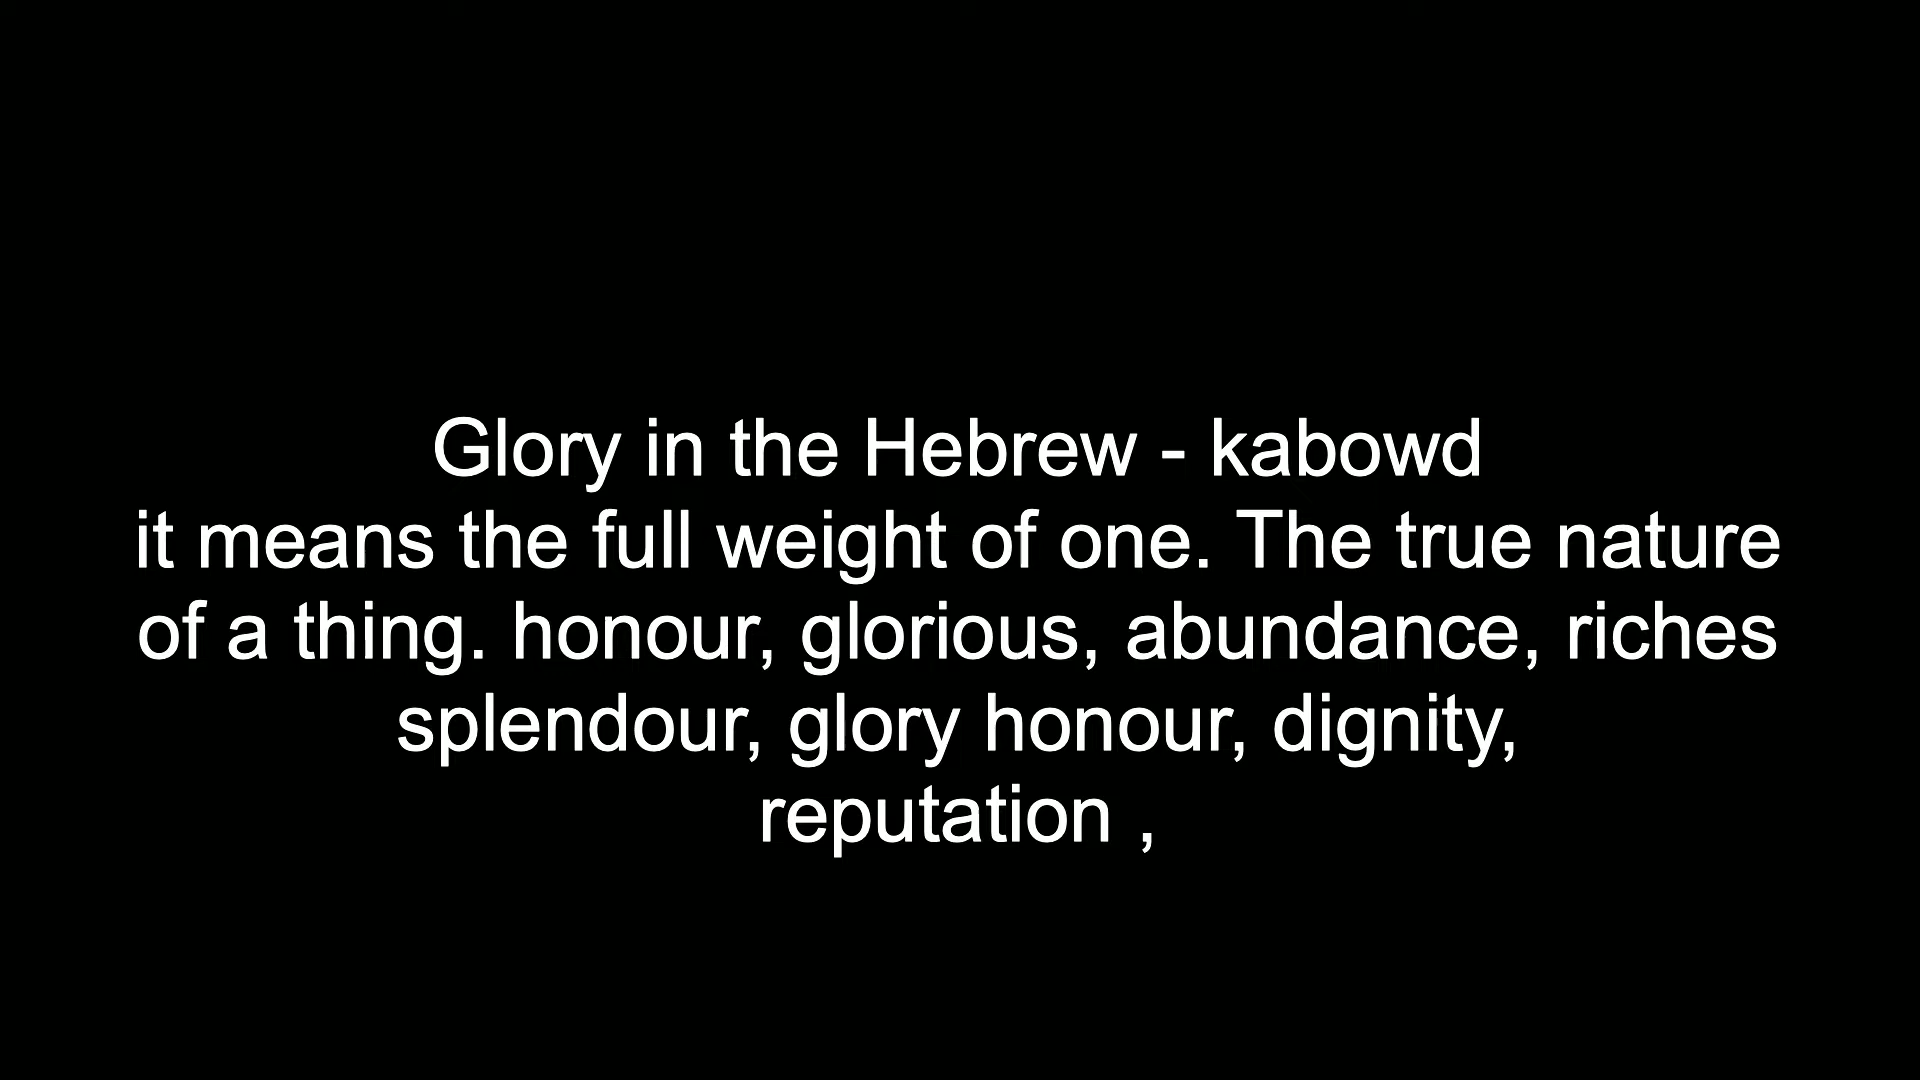 Glory in the Hebrew - kabowd
it means the full weight of one. The true nature
of a thing. honour, glorious, abundance, riches
splendour, glory honour, dignity,
reputation ,